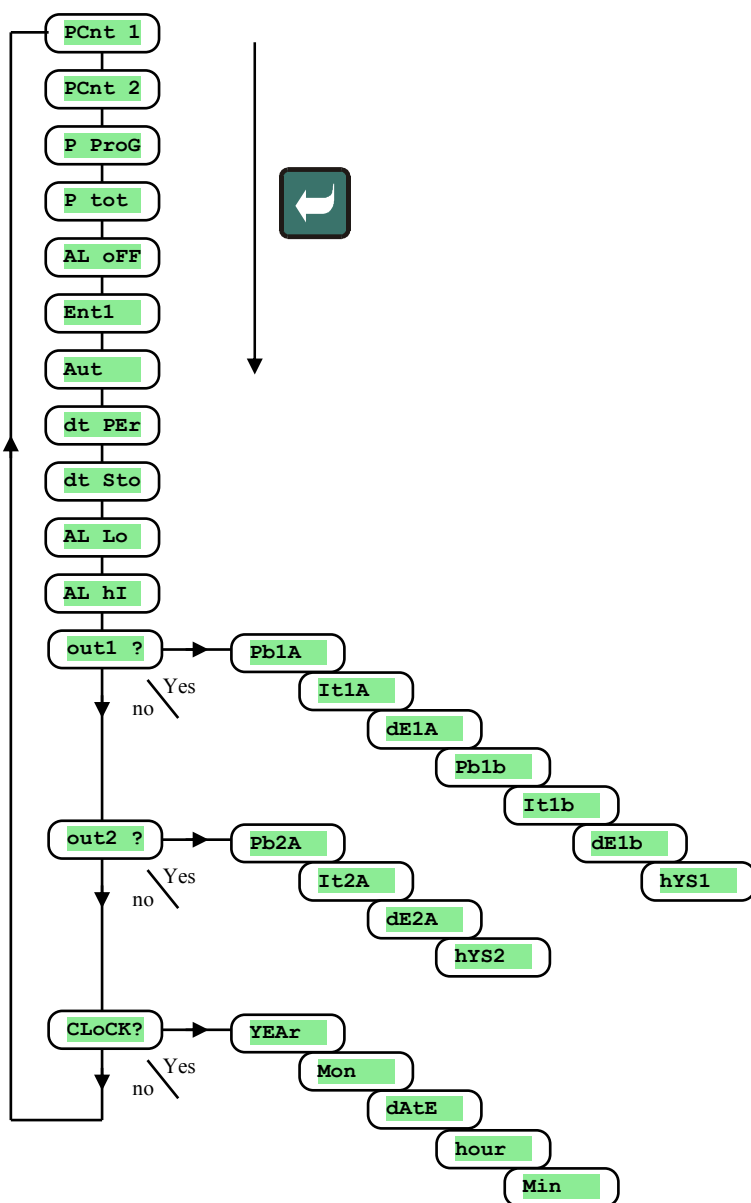 PCnt 1
PCnt 2
P ProG
P tot
AL oFF
Ent1
Aut
dt PEr
dt Sto
AL Lo
AL hI
out1 ?
Pb1A
Yes
no
It1A
dE1A
Pb1b
It1b
dE1b
hYS1
out2 ?
Pb2A
Yes
no
It2A
dE2A
hYS2
CLoCK?
YEAr
Yes
no
Mon
dAtE
hour
Min